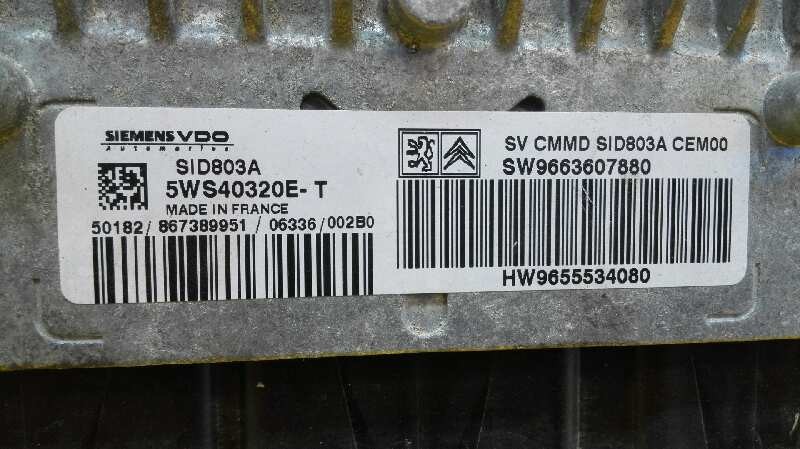 SIEMENS VDO
Automotive
SID803A
5WS40320E- T
MADE IN FRANCE
50182/ 867389951 / 06336 / 002B0
SV CMMD SID803A CEM00
SW9663607880
HW9655534080